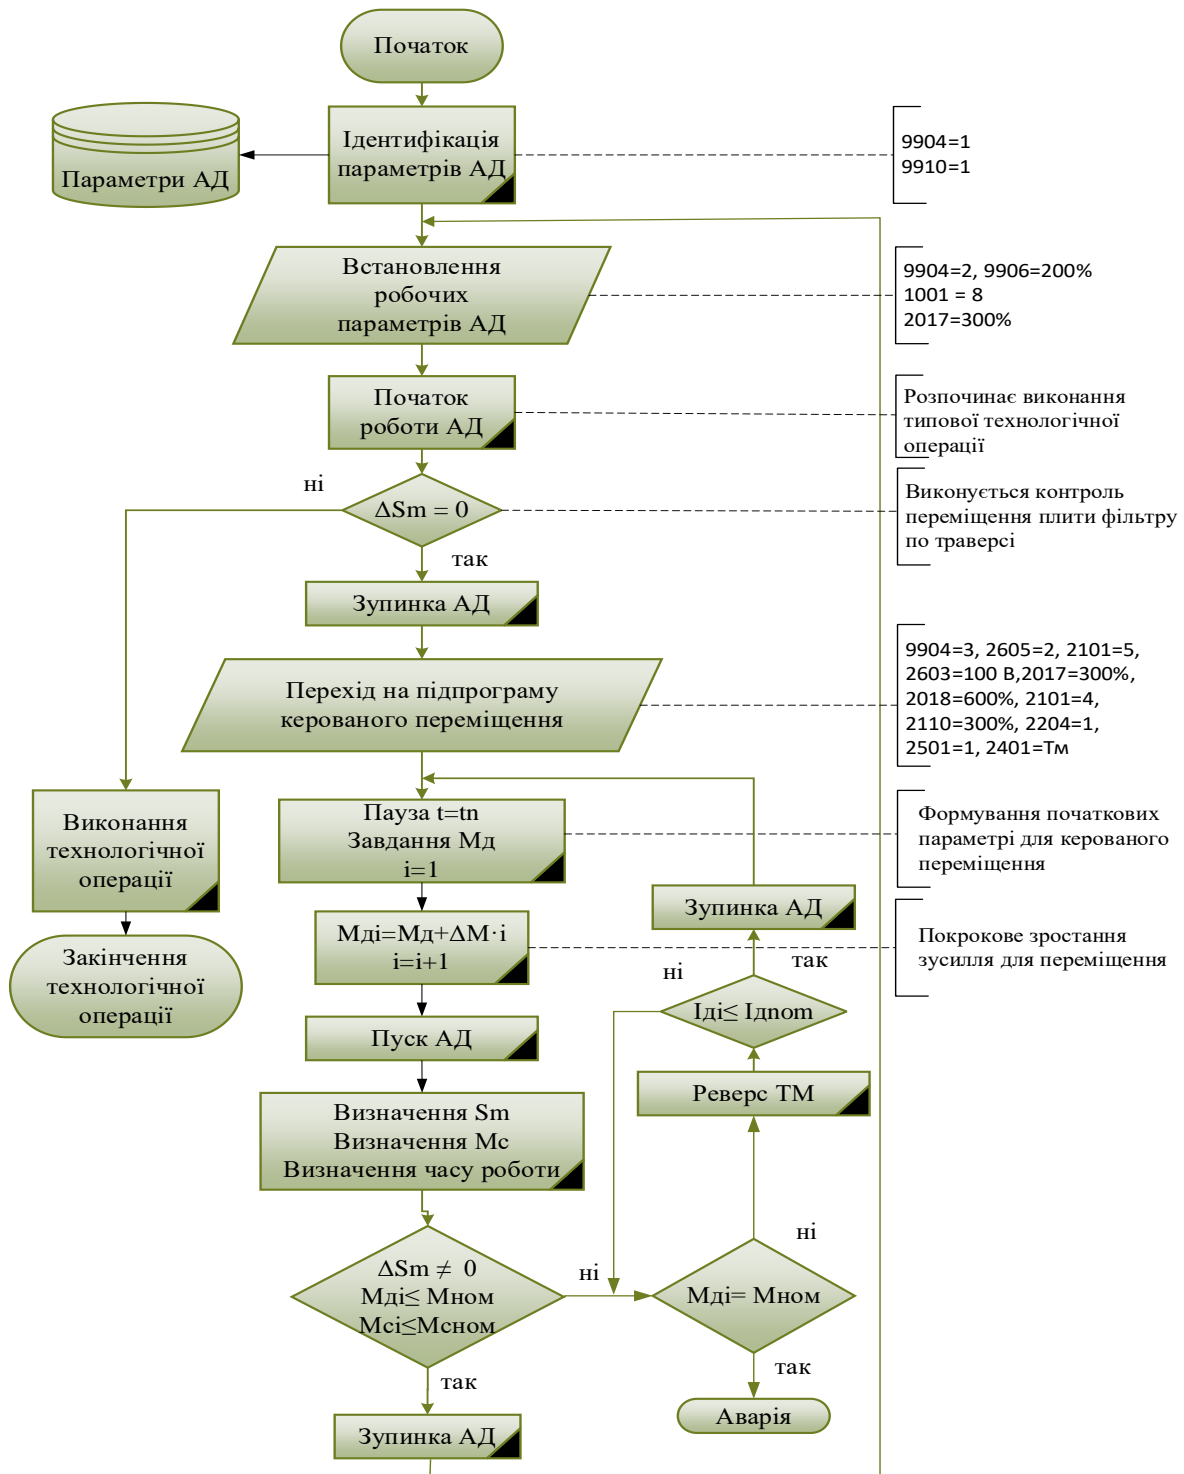 Початок
Ідентифікація
параметрів АД
Параметри АД
9904=1
9910=1
Встановлення
робочих
параметрів АД
9904=2, 9906=200%
1001 = 8
2017=300%
Початок
роботи АД
Розпочинає виконання
типової технологічної
операції
ні
ΔSm = 0
Виконується контроль
переміщення плити фільтру
по траверсі
так
Зупинка АД
Перехід на підпрограму
керованого переміщення
9904=3, 2605=2, 2101=5,
2603=100 В,2017=300%,
2018=600%, 2101=4,
2110=300%, 2204=1,
2501=1, 2401=Тм
Виконання
технологічної
операції
Пауза t=tn
Завдання Мд
i=1
Формування початкових
параметрі для керованого
переміщення
Зупинка АД
Мді=Мд+ΔМ·і
і=і+1
Покрокове зростання
зусилля для переміщення
ні
так
Закінчення
технологічної
операції
Ідi≤ Ідnom
Пуск АД
Реверс ТМ
Визначення Sm
Визначення Мс
Визначення часу роботи
ні
ΔSm ≠ 0
Мді≤ Мном
Мсі≤Мсном
ні
Мді= Мном
так
так
Аварія
Зупинка АД